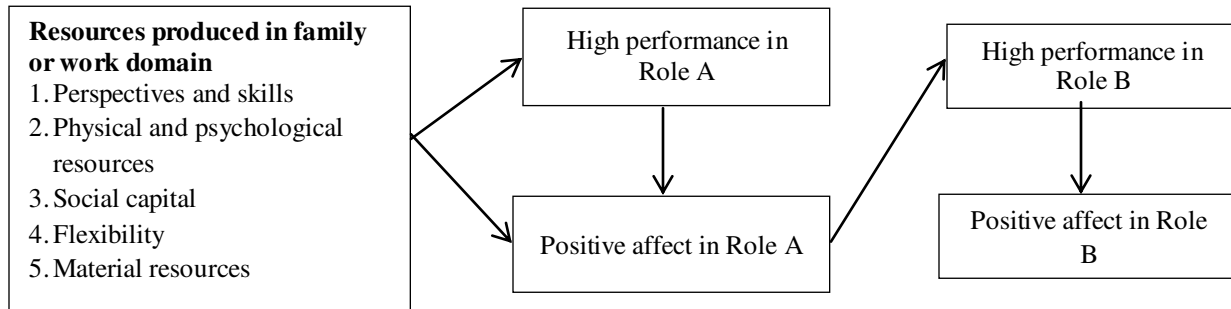 Resources produced in family
or work domain
1. Perspectives and skills
2. Physical and psychological
resources
3. Social capital
4. Flexibility
5. Material resources
High performance in
Role A
Positive affect in Role A
High performance in
Role B
Positive affect in Role
B